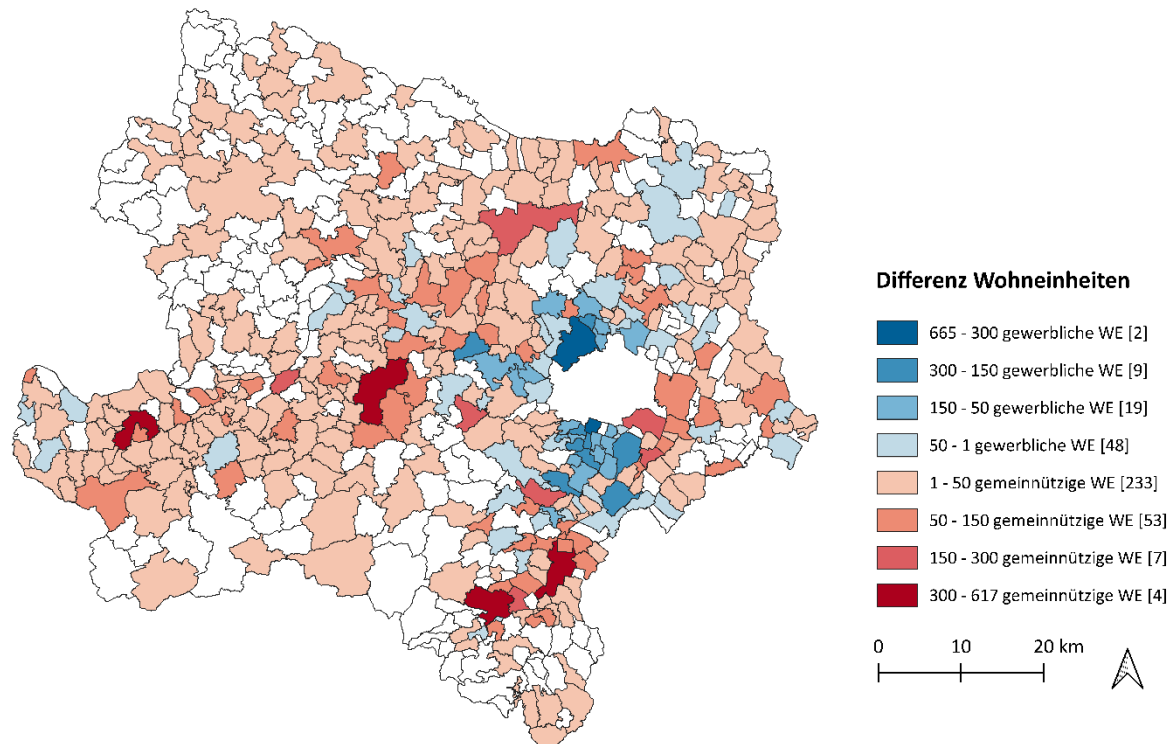 Differenz Wohneinheiten
665 - 300 gewerbliche WE [2]
300 - 150 gewerbliche WE [9]
150 - 50 gewerbliche WE [19]
50 - 1 gewerbliche WE [48]
1 - 50 gemeinnützige WE [233]
50 - 150 gemeinnützige WE [53]
150 - 300 gemeinnützige WE [7]
300 - 617 gemeinnützige WE [4]
0 10 20 km